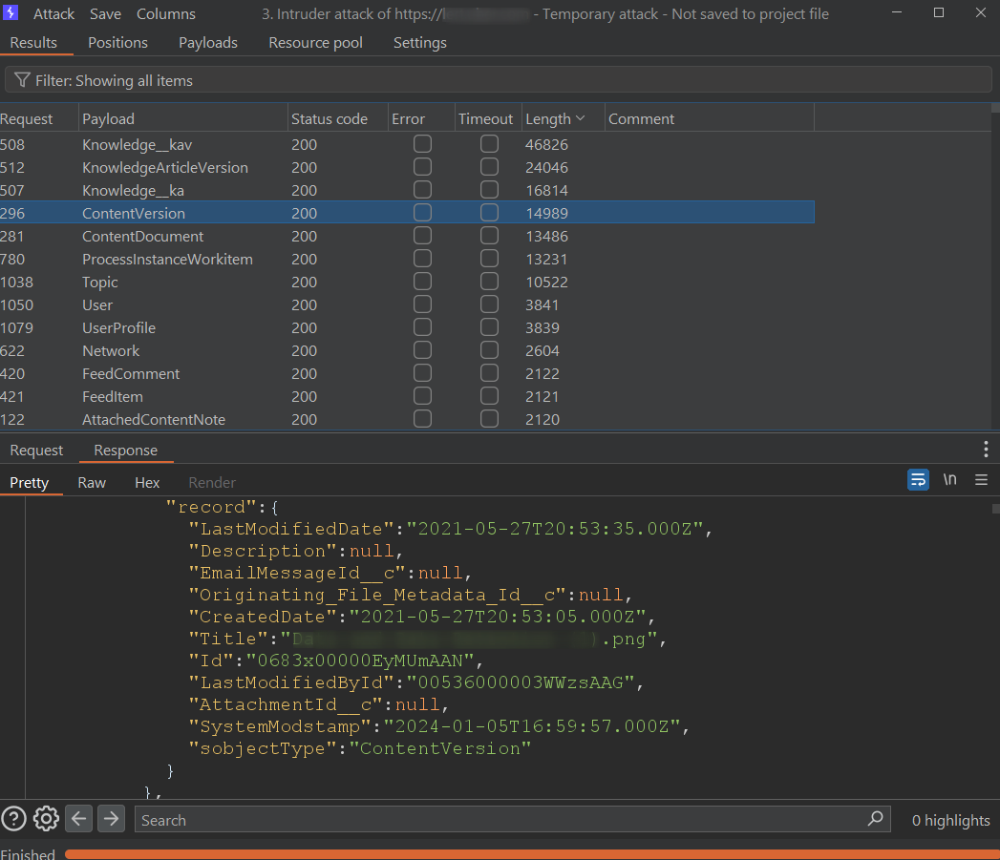 Attack Save Columns 3. Intruder attack of https:// - Temporary attack - Not saved to project file
Results Positions Payloads Resource pool Settings
Filter: Showing all items
Request Payload Status code Error Timeout Length Comment
508 Knowledge__kav 200 46826
512 KnowledgeArticleVersion 200 24046
507 Knowledge__ka 200 16814
296 ContentVersion 200 14989
281 ContentDocument 200 13486
780 ProcessInstanceWorkitem 200 13231
1038 Topic 200 10522
1050 User 200 3841
1079 UserProfile 200 3839
622 Network 200 2604
420 FeedComment 200 2122
421 FeedItem 200 2121
122 AttachedContentNote 200 2120
Request Response
Pretty Raw Hex Render \n
"record":{
"LastModifiedDate":"2021-05-27T20:53:35.000Z",
"Description":null,
"EmailMessageId__c":null,
"Originating_File_Metadata_Id__c":null,
"CreatedDate":"2021-05-27T20:53:05.000Z",
"Title":" .png",
"Id":"0683x00000EyMUmAAN",
"LastModifiedById":"00536000003WWzsAAG",
"AttachmentId__c":null,
"SystemModstamp":"2024-01-05T16:59:57.000Z",
"sobjectType":"ContentVersion"
}
},
? Search 0 highlights
Finished